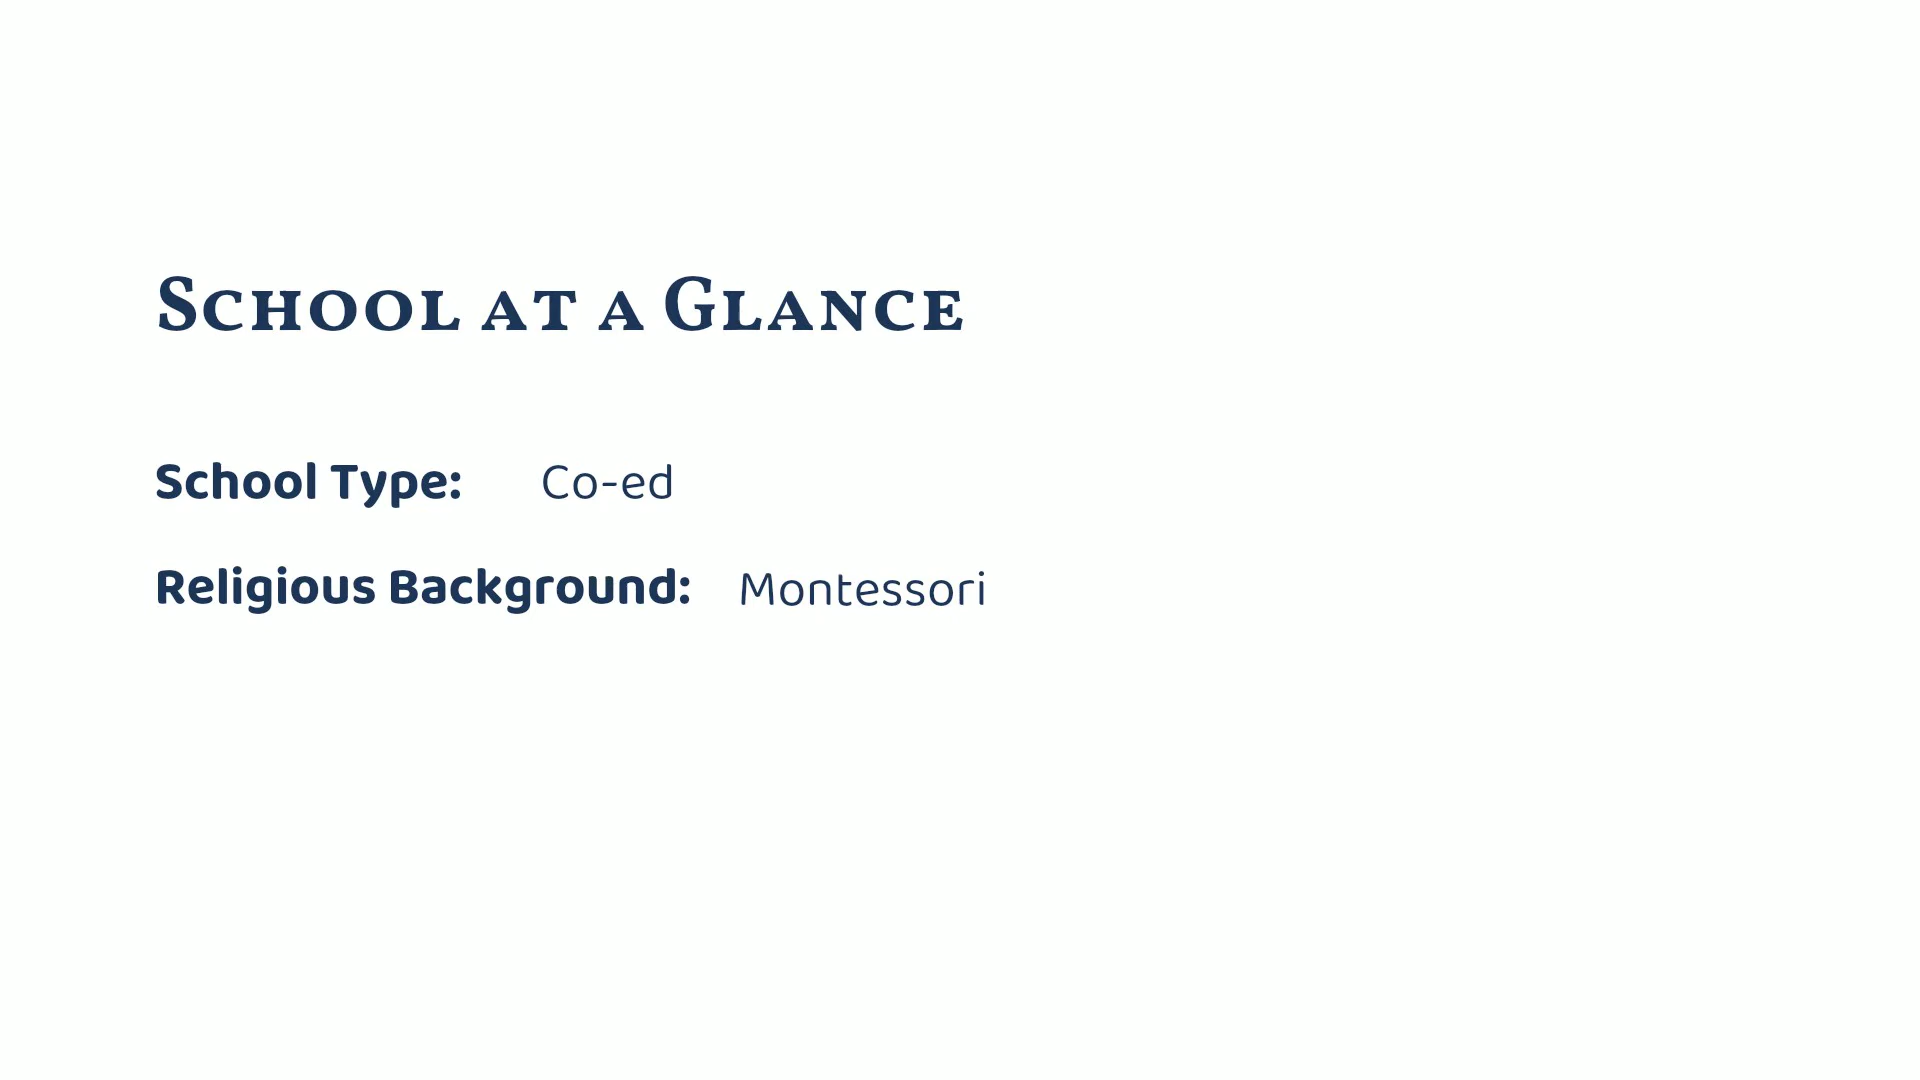 School at a Glance
School Type: Co-ed
Religious Background: Montessori